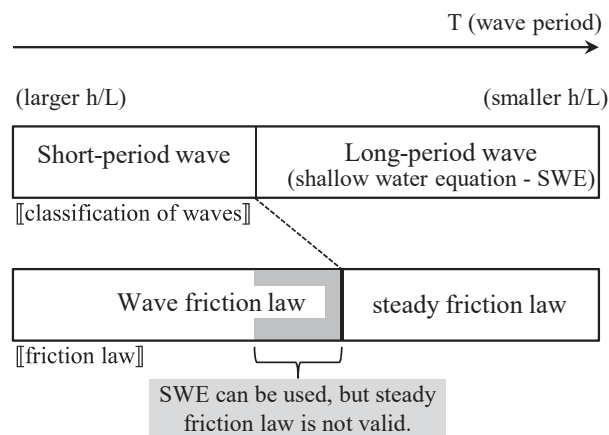 T (wave period)
(larger h/L) (smaller h/L)
Short-period wave
Long-period wave
(shallow water equation - SWE)
⟦classification of waves⟧
Wave friction law
steady friction law
⟦friction law⟧
SWE can be used, but steady
friction law is not valid.